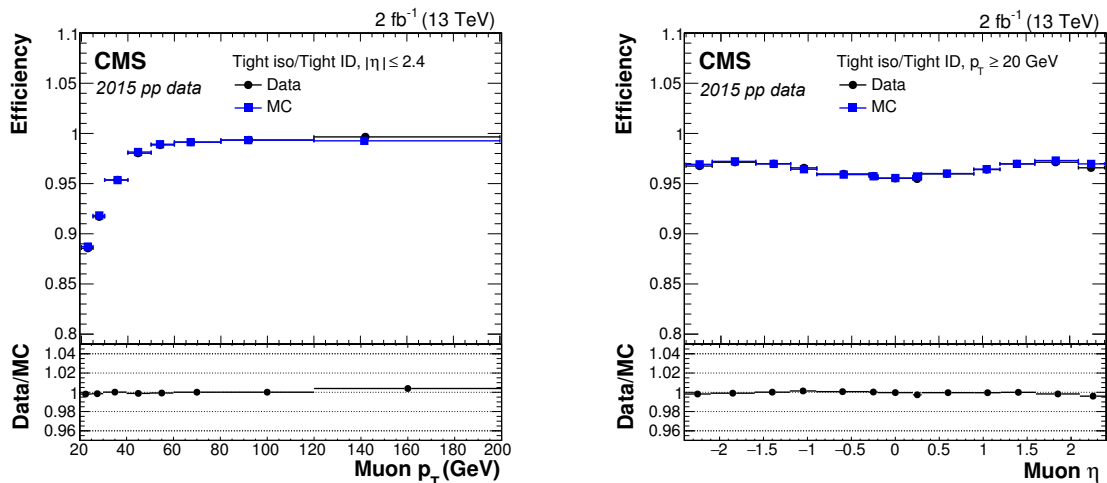 2 fb⁻¹ (13 TeV)
Efficiency
1.1
1.05
1
0.95
0.9
0.85
0.8
CMS
2015 pp data
Tight iso/Tight ID, |η| ≤ 2.4
Data
MC
Data/MC
1.04
1.02
1
0.98
0.96
20 40 60 80 100 120 140 160 180 200
Muon p_T (GeV)
2 fb⁻¹ (13 TeV)
Efficiency
1.1
1.05
1
0.95
0.9
0.85
0.8
CMS
2015 pp data
Tight iso/Tight ID, p_T ≥ 20 GeV
Data
MC
Data/MC
1.04
1.02
1
0.98
0.96
−2 −1.5 −1 −0.5 0 0.5 1 1.5 2
Muon η